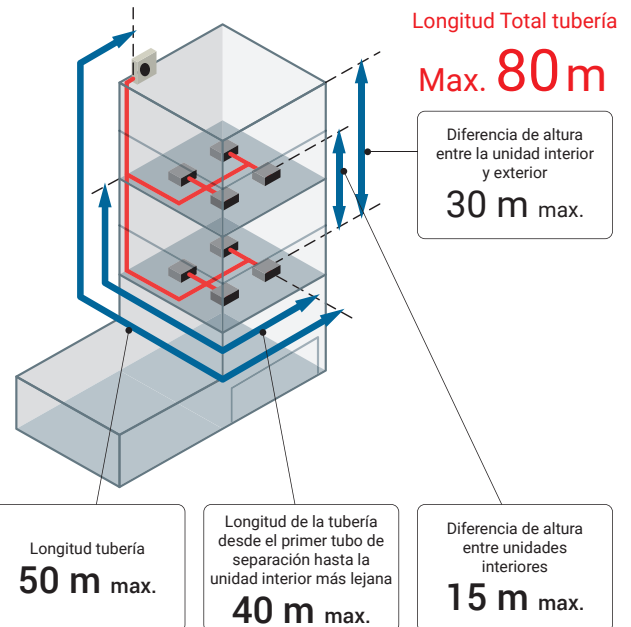 Longitud Total tubería
Max. 80 m
Diferencia de altura
entre la unidad interior
y exterior
30 m max.
Longitud tubería
50 m max.
Longitud de la tubería
desde el primer tubo de
separación hasta la
unidad interior más lejana
40 m max.
Diferencia de altura
entre unidades
interiores
15 m max.